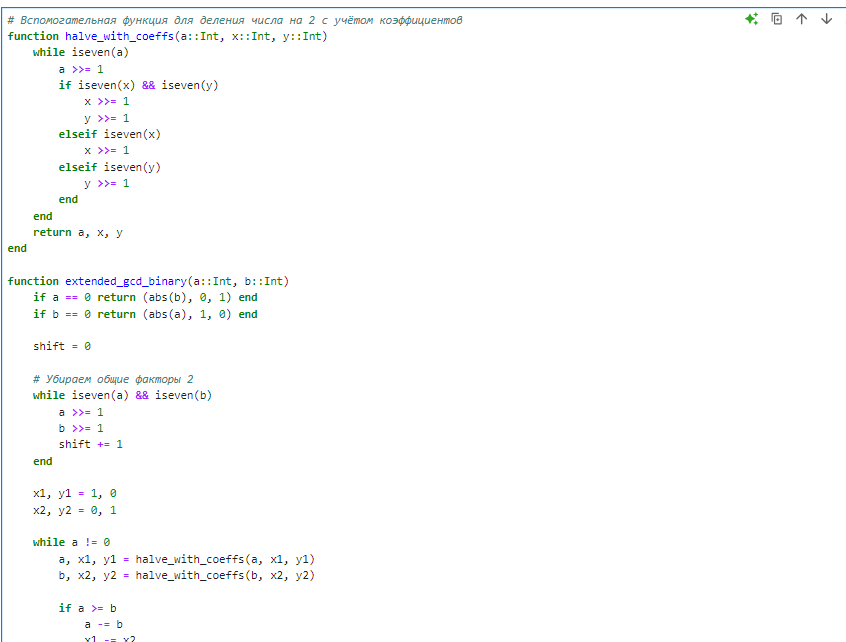 # Вспомогательная функция для деления числа на 2 с учётом коэффициентов
function halve_with_coeffs(a::Int, x::Int, y::Int)
    while iseven(a)
        a >>= 1
        if iseven(x) && iseven(y)
            x >>= 1
            y >>= 1
        elseif iseven(x)
            x >>= 1
        elseif iseven(y)
            y >>= 1
        end
    end
    return a, x, y
end

function extended_gcd_binary(a::Int, b::Int)
    if a == 0 return (abs(b), 0, 1) end
    if b == 0 return (abs(a), 1, 0) end

    shift = 0

    # Убираем общие факторы 2
    while iseven(a) && iseven(b)
        a >>= 1
        b >>= 1
        shift += 1
    end

    x1, y1 = 1, 0
    x2, y2 = 0, 1

    while a != 0
        a, x1, y1 = halve_with_coeffs(a, x1, y1)
        b, x2, y2 = halve_with_coeffs(b, x2, y2)

        if a >= b
            a -= b
            x1 -= x2